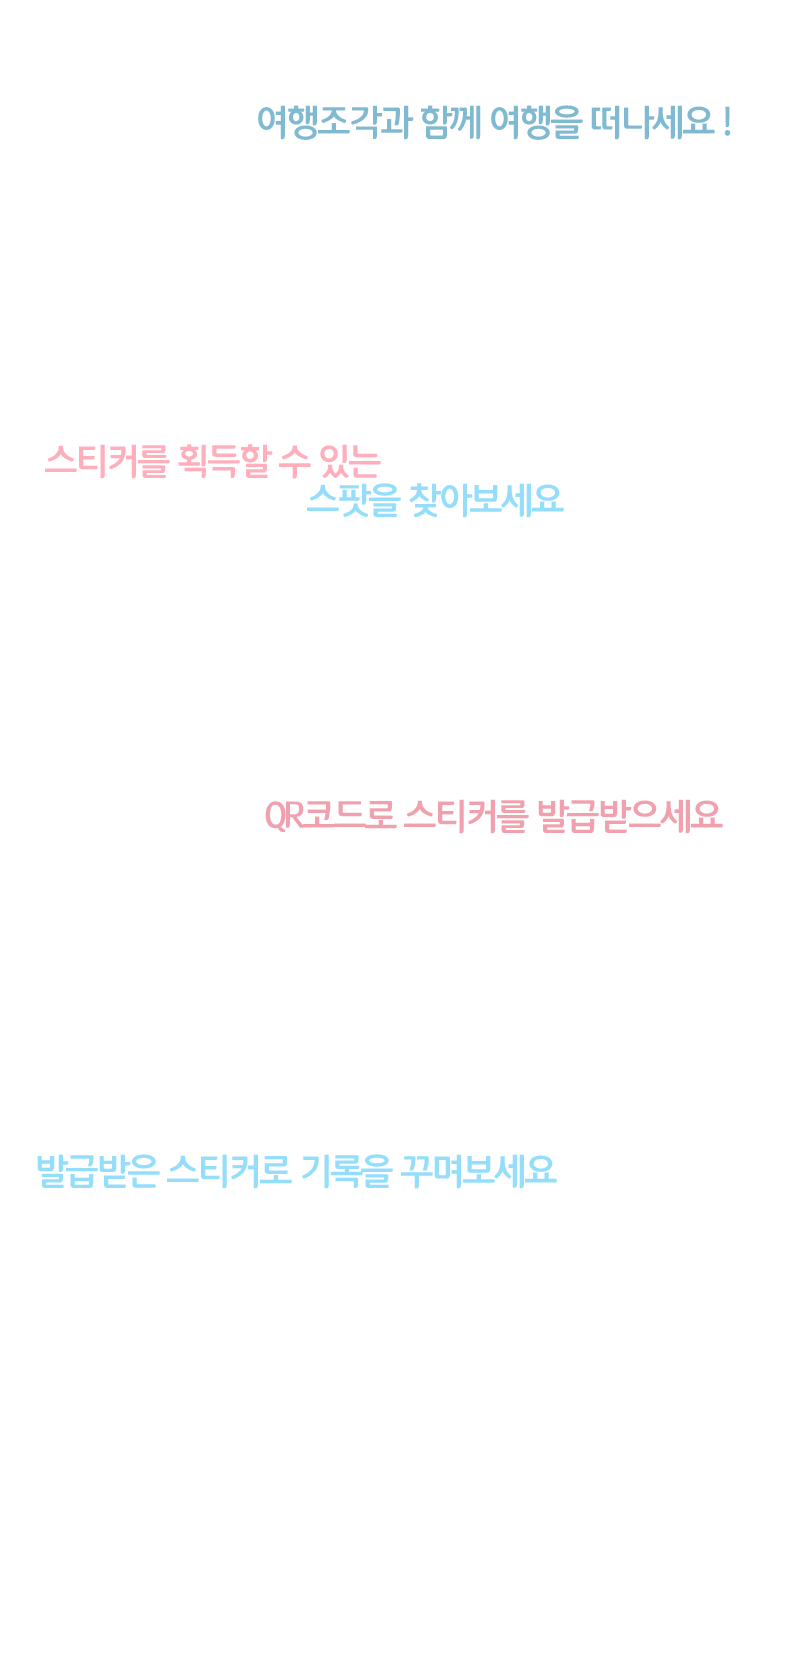 여행조각과 함께 여행을 떠나세요 !
스티커를 획득할 수 있는
스팟을 찾아보세요
QR코드로 스티커를 발급받으세요
발급받은 스티커로 기록을 꾸며보세요